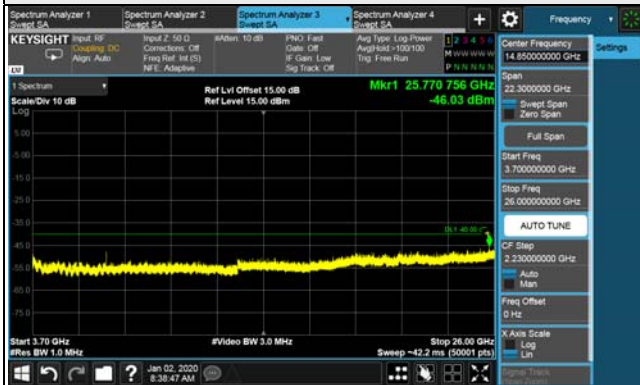 Spectrum Analyzer 1
Swept SA
Spectrum Analyzer 2
Swept SA
Spectrum Analyzer 3
Swept SA
Spectrum Analyzer 4
Swept SA
+
Frequency
KEYSIGHT
Input: RF
Coupling: DC
Align: Auto
Input Z: 50 Ω
Corrections: Off
Freq Ref: Int (S)
NFE: Adaptive
#Atten: 10 dB
PNO: Fast
Gate: Off
IF Gain: Low
Sig Track: Off
Avg Type: Log-Power
Avg|Hold:>100/100
Trig: Free Run
1 2 3 4 5 6
M W W W W W
P N N N N N
LVI
1 Spectrum
Scale/Div 10 dB
Log
Ref Lvl Offset 15.00 dB
Ref Level 15.00 dBm
Mkr1 25.770 756 GHz
-46.03 dBm
5.00
-5.00
-15.0
-25.0
-35.0
-45.0
-55.0
-65.0
-75.0
Start 3.70 GHz
#Res BW 1.0 MHz
#Video BW 3.0 MHz
Stop 26.00 GHz
Sweep ~42.2 ms (50001 pts)
Jan 02, 2020
8:38:47 AM
Center Frequency
14.850000000 GHz
Settings
Span
22.3000000 GHz
Swept Span
Zero Span
Full Span
Start Freq
3.700000000 GHz
Stop Freq
26.000000000 GHz
AUTO TUNE
CF Step
2.230000000 GHz
Auto
Man
Freq Offset
0 Hz
X Axis Scale
Log
Lin
Signal Track